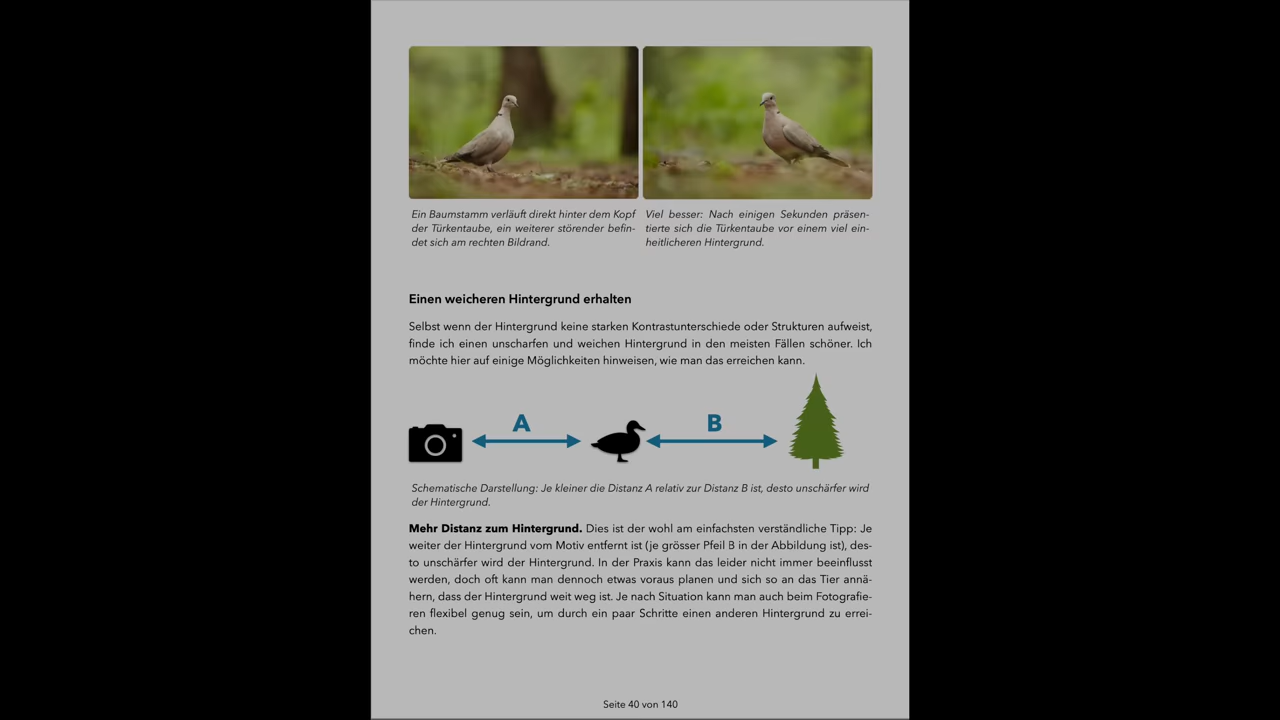 Ein Baumstamm verläuft direkt hinter dem Kopf
der Türkentaube, ein weiterer störender befin-
det sich am rechten Bildrand.
Viel besser: Nach einigen Sekunden präsen-
tierte sich die Türkentaube vor einem viel ein-
heitlicheren Hintergrund.
Einen weicheren Hintergrund erhalten
Selbst wenn der Hintergrund keine starken Kontrastunterschiede oder Strukturen aufweist,
finde ich einen unscharfen und weichen Hintergrund in den meisten Fällen schöner. Ich
möchte hier auf einige Möglichkeiten hinweisen, wie man das erreichen kann.
A
B
Schematische Darstellung: Je kleiner die Distanz A relativ zur Distanz B ist, desto unschärfer wird
der Hintergrund.
Mehr Distanz zum Hintergrund. Dies ist der wohl am einfachsten verständliche Tipp: Je
weiter der Hintergrund vom Motiv entfernt ist (je grösser Pfeil B in der Abbildung ist), des-
to unschärfer wird der Hintergrund. In der Praxis kann das leider nicht immer beeinflusst
werden, doch oft kann man dennoch etwas voraus planen und sich so an das Tier annä-
hern, dass der Hintergrund weit weg ist. Je nach Situation kann man auch beim Fotografie-
ren flexibel genug sein, um durch ein paar Schritte einen anderen Hintergrund zu errei-
chen.
Seite 40 von 140